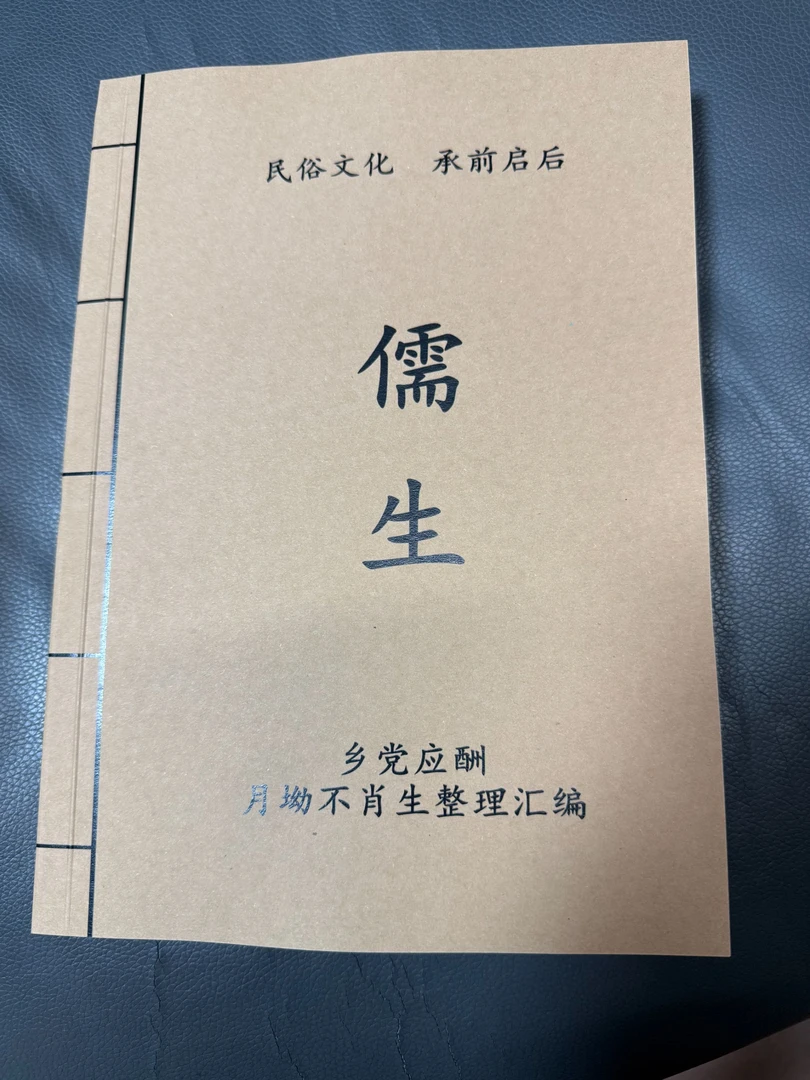 民俗文化 承前启后
儒
生
乡党应酬
月坳不肖生整理汇编